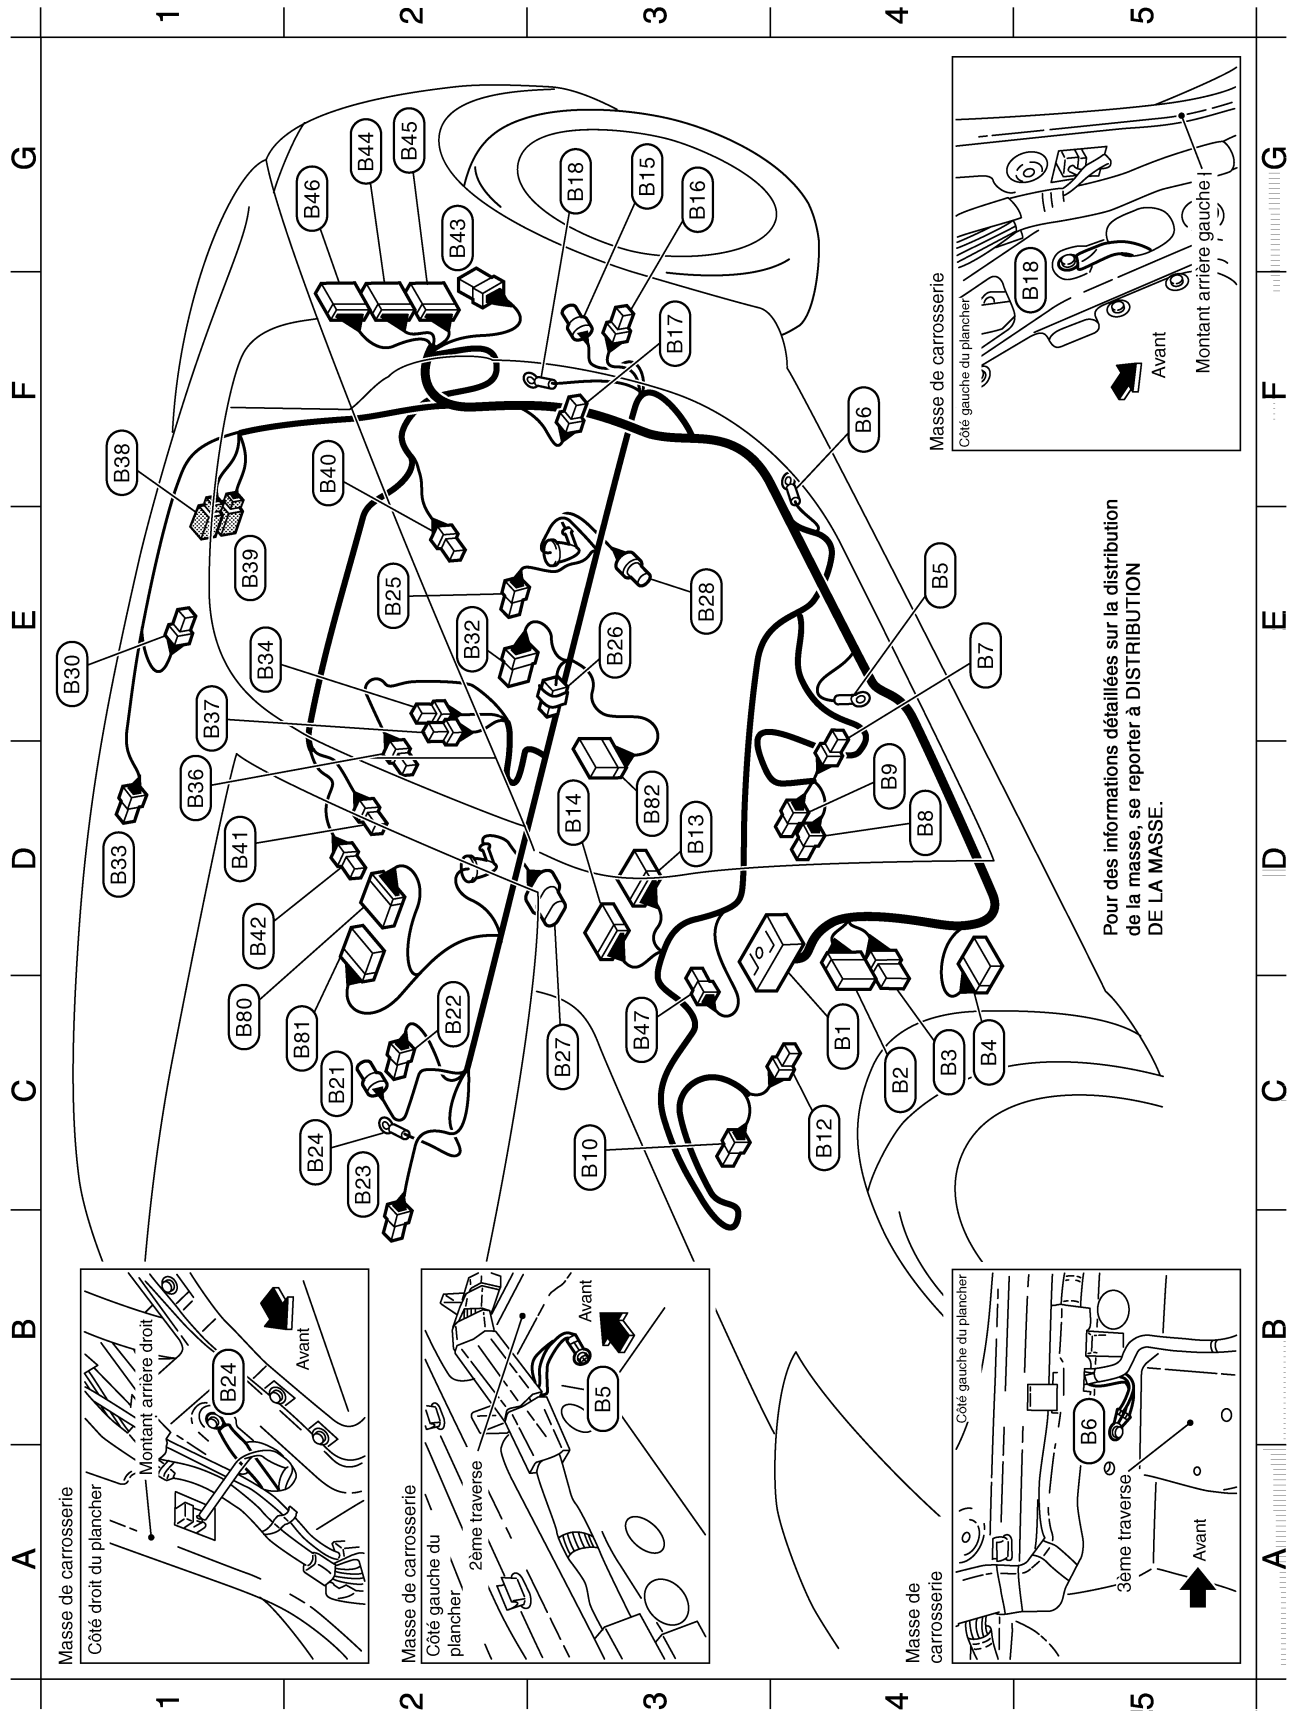 1
2
3
4
5
G
F
E
D
C
B
A
G
F
E
D
C
B
A
1
2
3
4
5
B46
B44
B45
B43
B18
B15
B16
B17
B6
B38
B39
B40
B25
B28
B5
B30
B34
B32
B26
B7
B37
B36
B33
B41
B14
B82
B13
B9
B8
B42
B80
B81
B22
B21
B27
B47
B1
B2
B3
B4
B24
B23
B10
B12
Masse de carrosserie
Côté gauche du plancher
B18
Avant
Montant arrière gauche
Pour des informations détaillées sur la distribution
de la masse, se reporter à DISTRIBUTION
DE LA MASSE.
Masse de carrosserie
Côté droit du plancher
Montant arrière droit
B24
Avant
Masse de carrosserie
Côté gauche du
plancher
2ème traverse
B5
Avant
Masse de
carrosserie
Côté gauche du plancher
B6
3ème traverse
Avant